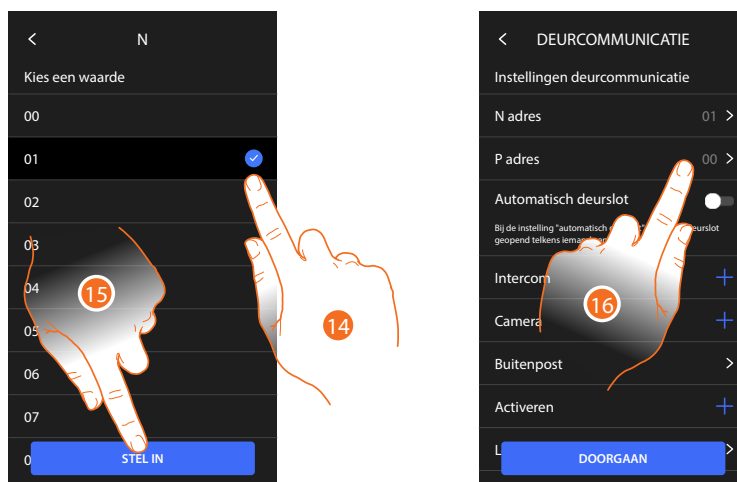 N
Kies een waarde
00
01
02
03
04
05
06
07
0
STEL IN
15
14
DEURCOMMUNICATIE
Instellingen deurcommunicatie
N adres 01
P adres 00
Automatisch deurslot
Bij de instelling "automatisch
geopend telkens
Intercom
Camera
Buitenpost
Activeren
L
DOORGAAN
16